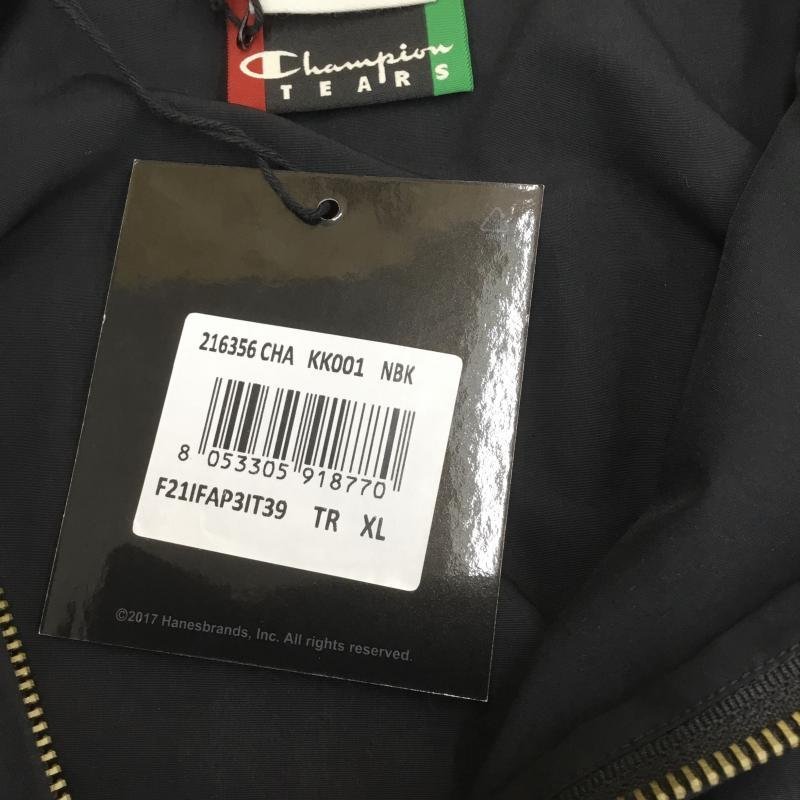 Champion
TEARS
216356 CHA KK001 NBK
8 053305 918770
F21IFAP3IT39 TR XL
©2017 Hanesbrands, Inc. All rights reserved.